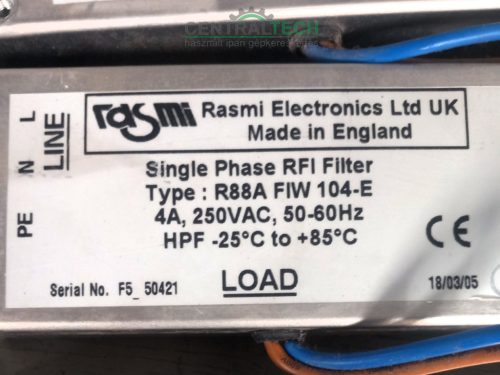 CENTRALTECH
használt ipari gépkereskedés
rasmi
Rasmi Electronics Ltd UK
Made in England
L
N
PE
LINE
Single Phase RFI Filter
Type : R88A FIW 104-E
4A, 250VAC, 50-60Hz
HPF -25°C to +85°C
CE
Serial No. F5_50421
LOAD
18/03/05